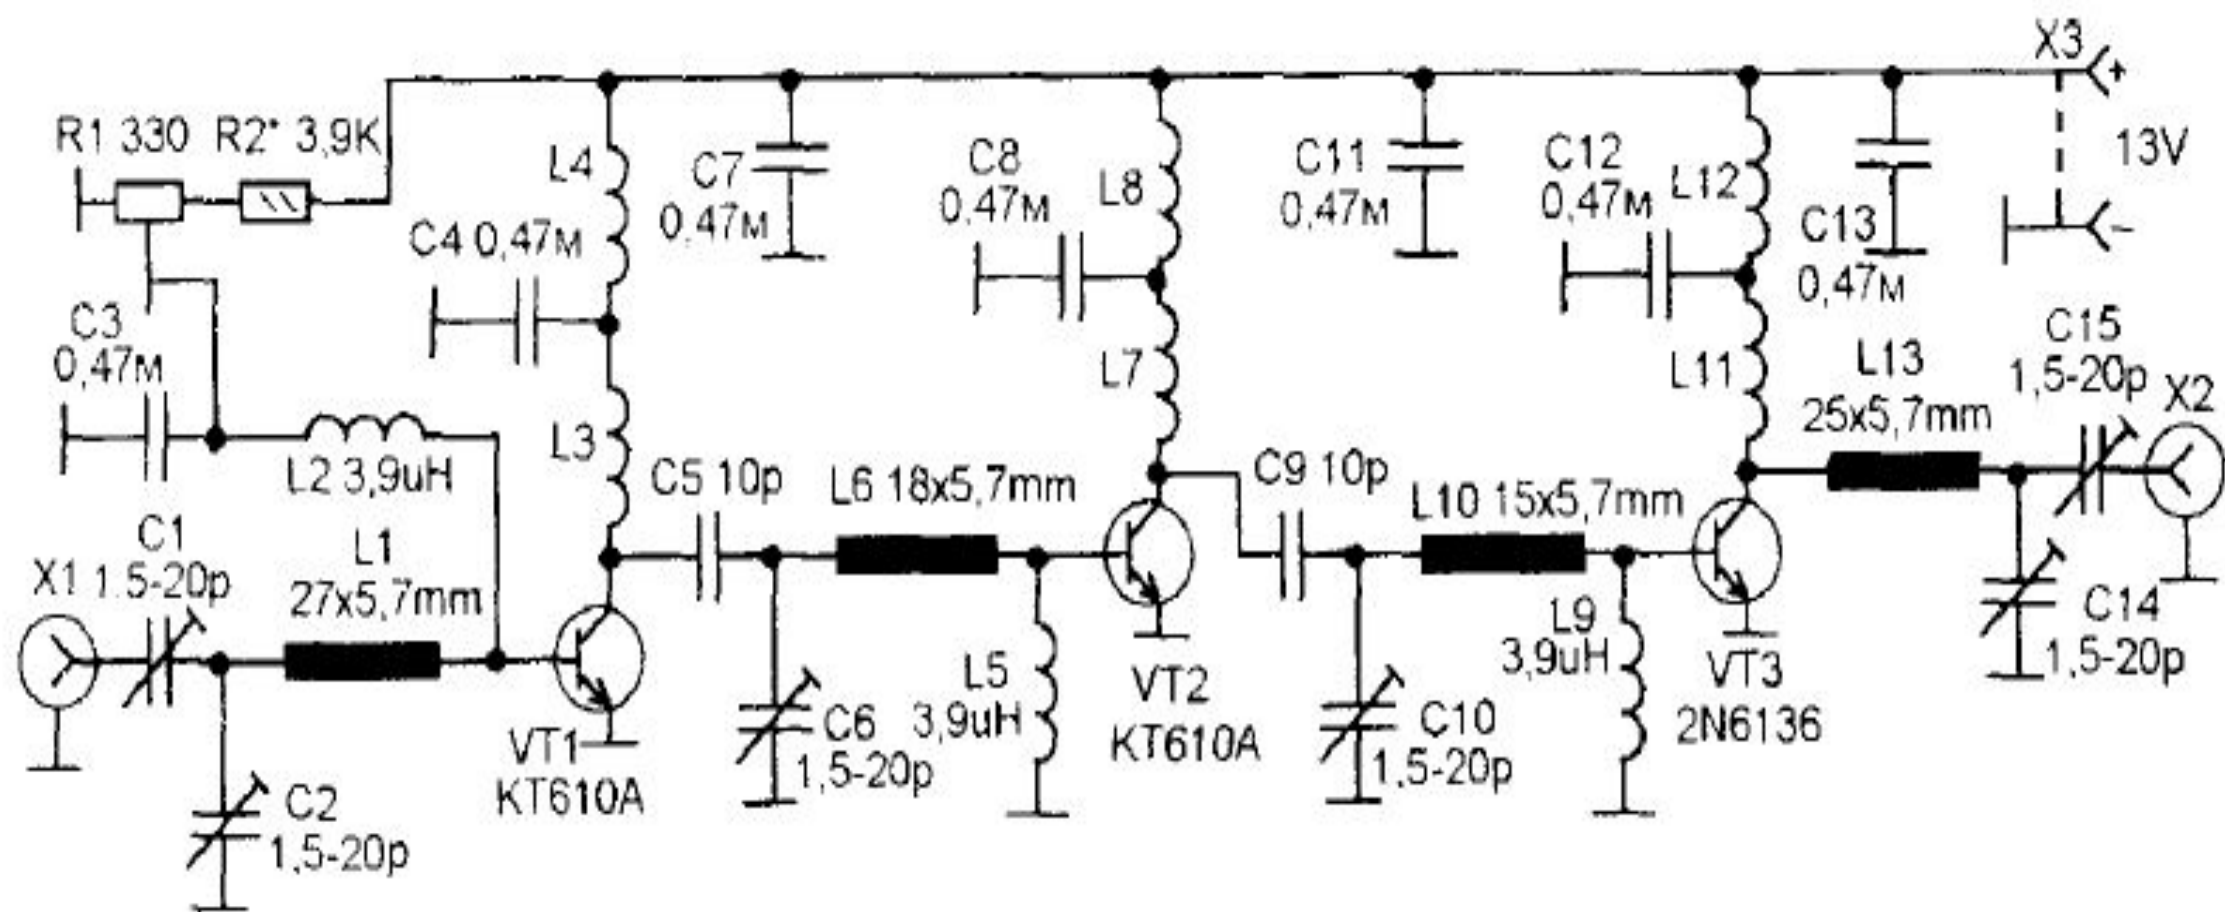 X3
+
R1 330 R2* 3,9K
13V
L4
C7
0,47м
C8
0,47м
L8
C11
0,47м
C12
0,47м
L12
C13
0,47м
–
C4 0,47м
C3
0,47м
L7
L11
L13
25x5,7mm
C15
1,5-20p
X2
L3
L2 3,9uH
C5 10p
L6 18x5,7mm
C9 10p
L10 15x5,7mm
C1
X1 1.5-20p
L1
27x5,7mm
L5
3,9uH
L9
3,9uH
C14
1,5-20p
VT1
KT610A
C6
1,5-20p
VT2
KT610A
C10
1,5-20p
VT3
2N6136
C2
1,5-20p